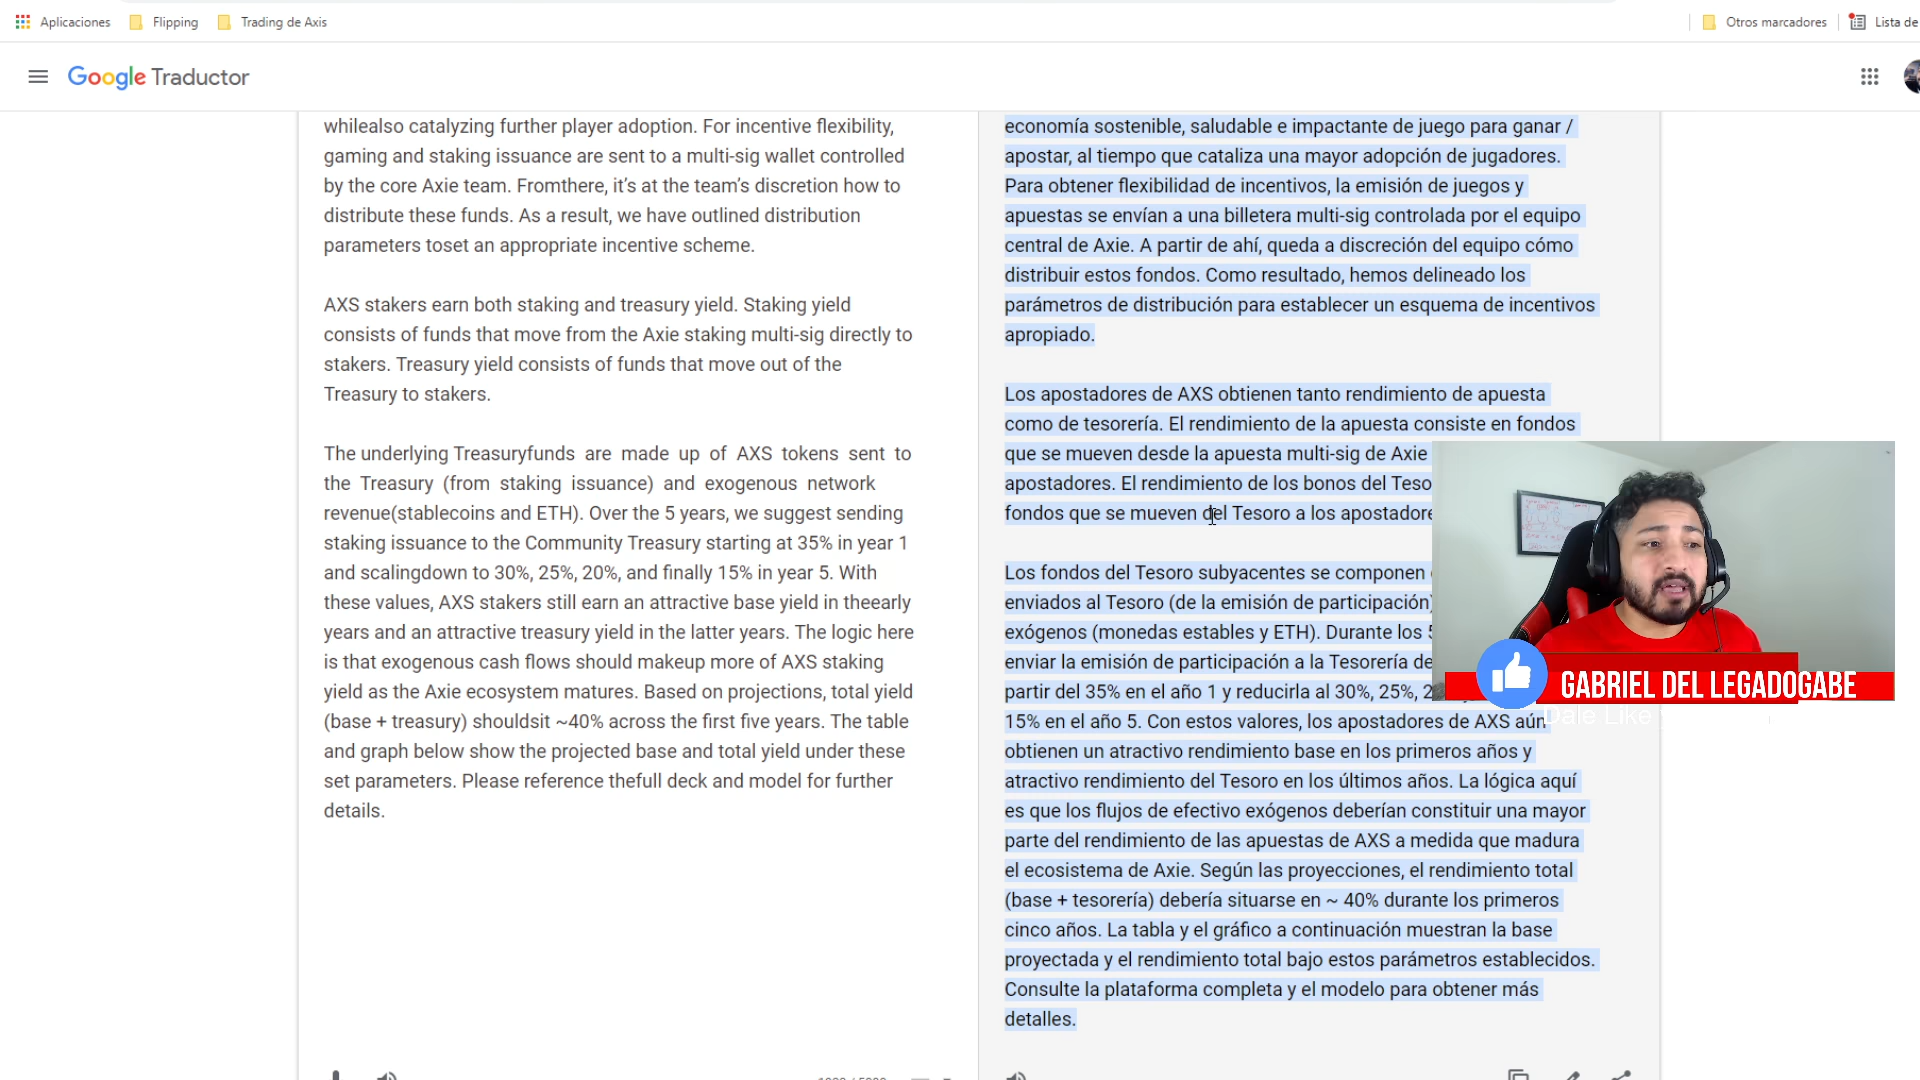 Aplicaciones
Flipping
Trading de Axis
Otros marcadores
Lista de
Google Traductor
whilealso catalyzing further player adoption. For incentive flexibility,
gaming and staking issuance are sent to a multi-sig wallet controlled
by the core Axie team. Fromthere, it's at the team's discretion how to
distribute these funds. As a result, we have outlined distribution
parameters toset an appropriate incentive scheme.
AXS stakers earn both staking and treasury yield. Staking yield
consists of funds that move from the Axie staking multi-sig directly to
stakers. Treasury yield consists of funds that move out of the
Treasury to stakers.
The underlying Treasuryfunds are made up of AXS tokens sent to
the Treasury (from staking issuance) and exogenous network
revenue(stablecoins and ETH). Over the 5 years, we suggest sending
staking issuance to the Community Treasury starting at 35% in year 1
and scalingdown to 30%, 25%, 20%, and finally 15% in year 5. With
these values, AXS stakers still earn an attractive base yield in theearly
years and an attractive treasury yield in the latter years. The logic here
is that exogenous cash flows should makeup more of AXS staking
yield as the Axie ecosystem matures. Based on projections, total yield
(base + treasury) shouldsit ~40% across the first five years. The table
and graph below show the projected base and total yield under these
set parameters. Please reference thefull deck and model for further
details.
economía sostenible, saludable e impactante de juego para ganar /
apostar, al tiempo que cataliza una mayor adopción de jugadores.
Para obtener flexibilidad de incentivos, la emisión de juegos y
apuestas se envían a una billetera multi-sig controlada por el equipo
central de Axie. A partir de ahí, queda a discreción del equipo cómo
distribuir estos fondos. Como resultado, hemos delineado los
parámetros de distribución para establecer un esquema de incentivos
apropiado.
Los apostadores de AXS obtienen tanto rendimiento de apuesta
como de tesorería. El rendimiento de la apuesta consiste en fondos
que se mueven desde la apuesta multi-sig de Axie
apostadores. El rendimiento de los bonos del Teso
fondos que se mueven del Tesoro a los apostadore
Los fondos del Tesoro subyacentes se componen
enviados al Tesoro (de la emisión de participación)
exógenos (monedas estables y ETH). Durante los 5
enviar la emisión de participación a la Tesorería de
partir del 35% en el año 1 y reducirla al 30%, 25%, 2
15% en el año 5. Con estos valores, los apostadores de AXS aún
obtienen un atractivo rendimiento base en los primeros años y
atractivo rendimiento del Tesoro en los últimos años. La lógica aquí
es que los flujos de efectivo exógenos deberían constituir una mayor
parte del rendimiento de las apuestas de AXS a medida que madura
el ecosistema de Axie. Según las proyecciones, el rendimiento total
(base + tesorería) debería situarse en ~ 40% durante los primeros
cinco años. La tabla y el gráfico a continuación muestran la base
proyectada y el rendimiento total bajo estos parámetros establecidos.
Consulte la plataforma completa y el modelo para obtener más
detalles.
GABRIEL DEL LEGADOGABE
Dale Like